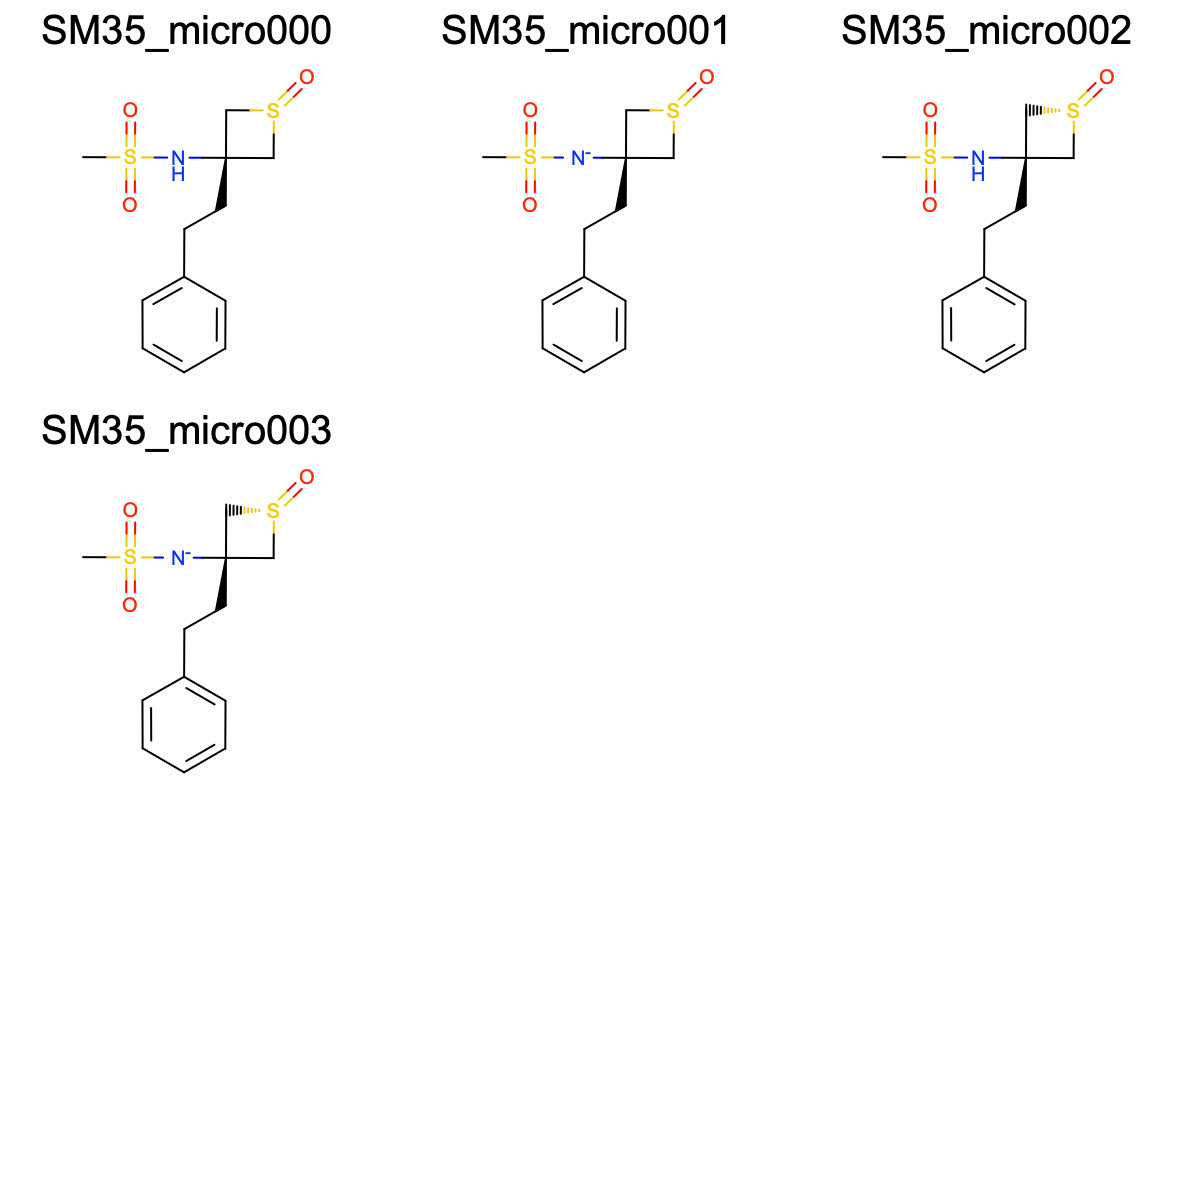 SM35_micro000 SM35_micro001 SM35_micro002
O O O
O S O S O S
S N S N- S N
H H
O O O
SM35_micro003
O
O S
S N-
O